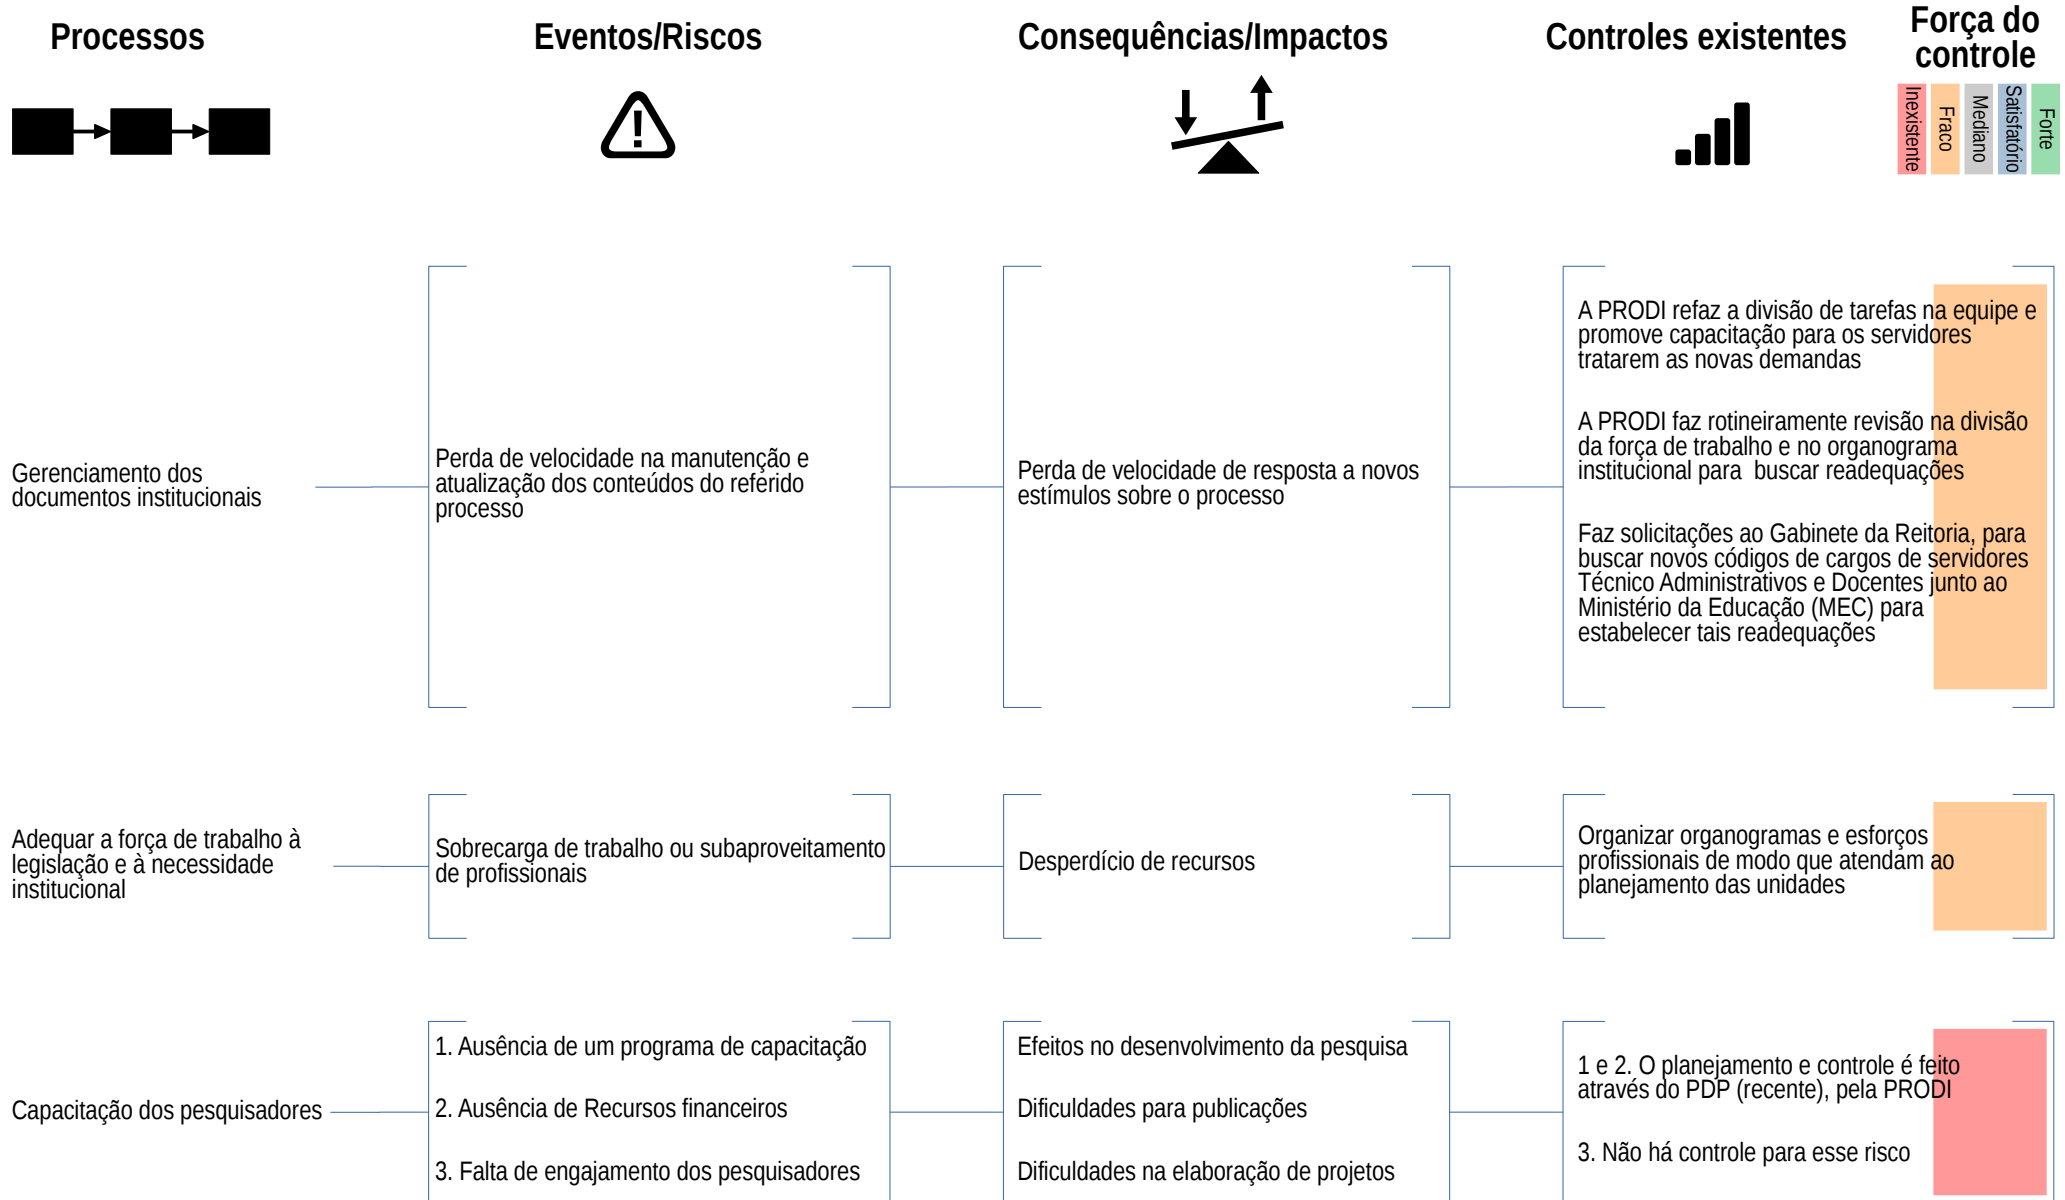 Processos
Eventos/Riscos
Consequências/Impactos
Controles existentes
Força do
controle
Inexistente
Fraco
Mediano
Satisfatório
Forte
Gerenciamento dos
documentos institucionais
Perda de velocidade na manutenção e
atualização dos conteúdos do referido
processo
Perda de velocidade de resposta a novos
estímulos sobre o processo
A PRODI refaz a divisão de tarefas na equipe e
promove capacitação para os servidores
tratarem as novas demandas
A PRODI faz rotineiramente revisão na divisão
da força de trabalho e no organograma
institucional para  buscar readequações
Faz solicitações ao Gabinete da Reitoria, para
buscar novos códigos de cargos de servidores
Técnico Administrativos e Docentes junto ao
Ministério da Educação (MEC) para
estabelecer tais readequações
Adequar a força de trabalho à
legislação e à necessidade
institucional
Sobrecarga de trabalho ou subaproveitamento
de profissionais
Desperdício de recursos
Organizar organogramas e esforços
profissionais de modo que atendam ao
planejamento das unidades
Capacitação dos pesquisadores
1. Ausência de um programa de capacitação
2. Ausência de Recursos financeiros
3. Falta de engajamento dos pesquisadores
Efeitos no desenvolvimento da pesquisa
Dificuldades para publicações
Dificuldades na elaboração de projetos
1 e 2. O planejamento e controle é feito
através do PDP (recente), pela PRODI
3. Não há controle para esse risco